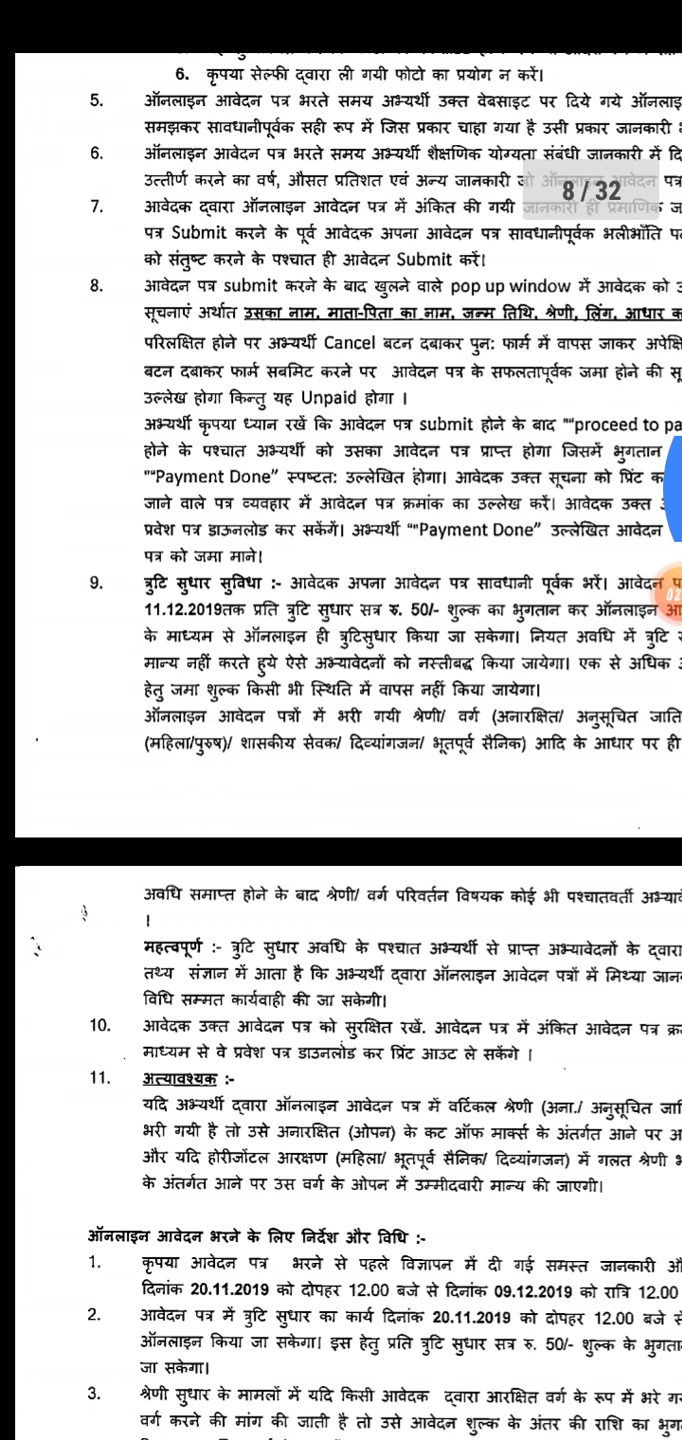 6. कृपया सेल्फी द्वारा ली गयी फोटो का प्रयोग न करें।
5. ऑनलाइन आवेदन पत्र भरते समय अभ्यर्थी उक्त वेबसाइट पर दिये गये ऑनलाइ
समझकर सावधानीपूर्वक सही रूप में जिस प्रकार चाहा गया है उसी प्रकार जानकारी
6. ऑनलाइन आवेदन पत्र भरते समय अभ्यर्थी शैक्षणिक योग्यता संबंधी जानकारी में दि
उत्तीर्ण करने का वर्ष, औसत प्रतिशत एवं अन्य जानकारी जो ऑनलाइन आवेदन पत्र
8 / 32
7. आवेदक द्वारा ऑनलाइन आवेदन पत्र में अंकित की गयी जानकारी ही प्रमाणिक ज
पत्र Submit करने के पूर्व आवेदक अपना आवेदन पत्र सावधानीपूर्वक भलीभाँति प
को संतुष्ट करने के पश्चात ही आवेदन Submit करें।
8. आवेदन पत्र submit करने के बाद खुलने वाले pop up window में आवेदक को उ
सूचनाएं अर्थात उसका नाम, माता-पिता का नाम, जन्म तिथि, श्रेणी, लिंग, आधार क
परिलक्षित होने पर अभ्यर्थी Cancel बटन दबाकर पुन: फार्म में वापस जाकर अपेक्षि
बटन दबाकर फार्म सबमिट करने पर आवेदन पत्र के सफलतापूर्वक जमा होने की सू
उल्लेख होगा किन्तु यह Unpaid होगा ।
अभ्यर्थी कृपया ध्यान रखें कि आवेदन पत्र submit होने के बाद "“proceed to pa
होने के पश्चात अभ्यर्थी को उसका आवेदन पत्र प्राप्त होगा जिसमें भुगतान
"“Payment Done” स्पष्टत: उल्लेखित होगा। आवेदक उक्त सूचना को प्रिंट क
जाने वाले पत्र व्यवहार में आवेदन पत्र क्रमांक का उल्लेख करें। आवेदक उक्त
प्रवेश पत्र डाऊनलोड कर सकेंगें। अभ्यर्थी "“Payment Done” उल्लेखित आवेदन
पत्र को जमा माने।
9. त्रुटि सुधार सुविधा :- आवेदक अपना आवेदन पत्र सावधानी पूर्वक भरें। आवेदन प
11.12.2019तक प्रति त्रुटि सुधार सत्र रु. 50/- शुल्क का भुगतान कर ऑनलाइन आ
के माध्यम से ऑनलाइन ही त्रुटिसुधार किया जा सकेगा। नियत अवधि में त्रुटि
मान्य नहीं करते हुये ऐसे अभ्यावेदनों को नस्तीबद्ध किया जायेगा। एक से अधिक
हेतु जमा शुल्क किसी भी स्थिति में वापस नहीं किया जायेगा।
ऑनलाइन आवेदन पत्रों में भरी गयी श्रेणी/ वर्ग (अनारक्षित/ अनुसूचित जाति
(महिला/पुरुष)/ शासकीय सेवक/ दिव्यांगजन/ भूतपूर्व सैनिक) आदि के आधार पर ही
अवधि समाप्त होने के बाद श्रेणी/ वर्ग परिवर्तन विषयक कोई भी पश्चातवर्ती अभ्याव
।
महत्वपूर्ण :- त्रुटि सुधार अवधि के पश्चात अभ्यर्थी से प्राप्त अभ्यावेदनों के द्वारा
तथ्य संज्ञान में आता है कि अभ्यर्थी द्वारा ऑनलाइन आवेदन पत्रों में मिथ्या जान
विधि सम्मत कार्यवाही की जा सकेगी।
10. आवेदक उक्त आवेदन पत्र को सुरक्षित रखें. आवेदन पत्र में अंकित आवेदन पत्र क्र
माध्यम से वे प्रवेश पत्र डाउनलोड कर प्रिंट आउट ले सकेंगे ।
11. अत्यावश्यक :-
यदि अभ्यर्थी द्वारा ऑनलाइन आवेदन पत्र में वर्टिकल श्रेणी (अना./ अनुसूचित जा
भरी गयी है तो उसे अनारक्षित (ओपन) के कट ऑफ मार्क्स के अंतर्गत आने पर अ
और यदि होरीजोंटल आरक्षण (महिला/ भूतपूर्व सैनिक/ दिव्यांगजन) में गलत श्रेणी भ
के अंतर्गत आने पर उस वर्ग के ओपन में उम्मीदवारी मान्य की जाएगी।
ऑनलाइन आवेदन भरने के लिए निर्देश और विधि :-
1. कृपया आवेदन पत्र भरने से पहले विज्ञापन में दी गई समस्त जानकारी औ
दिनांक 20.11.2019 को दोपहर 12.00 बजे से दिनांक 09.12.2019 को रात्रि 12.00
2. आवेदन पत्र में त्रुटि सुधार का कार्य दिनांक 20.11.2019 को दोपहर 12.00 बजे से
ऑनलाइन किया जा सकेगा। इस हेतु प्रति त्रुटि सुधार सत्र रु. 50/- शुल्क के भुगता
जा सकेगा।
3. श्रेणी सुधार के मामलों में यदि किसी आवेदक द्वारा आरक्षित वर्ग के रूप में भरे ग
वर्ग करने की मांग की जाती है तो उसे आवेदन शुल्क के अंतर की राशि का भुग